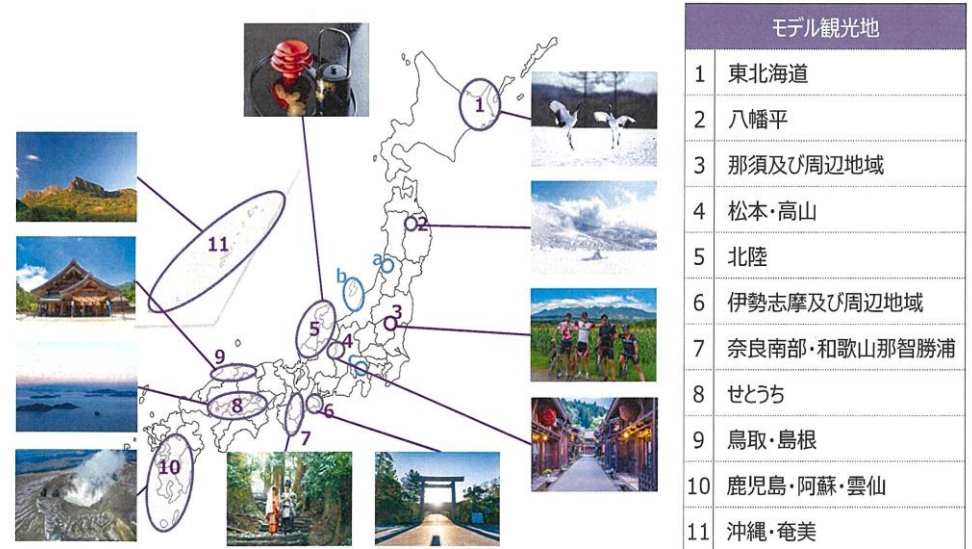 モデル観光地
1 東北海道
2 八幡平
3 那須及び周辺地域
4 松本・高山
5 北陸
6 伊勢志摩及び周辺地域
7 奈良南部・和歌山那智勝浦
8 せとうち
9 鳥取・島根
10 鹿児島・阿蘇・雲仙
11 沖縄・奄美
1
2
a
11
b
3
5
4
9
8
6
7
10